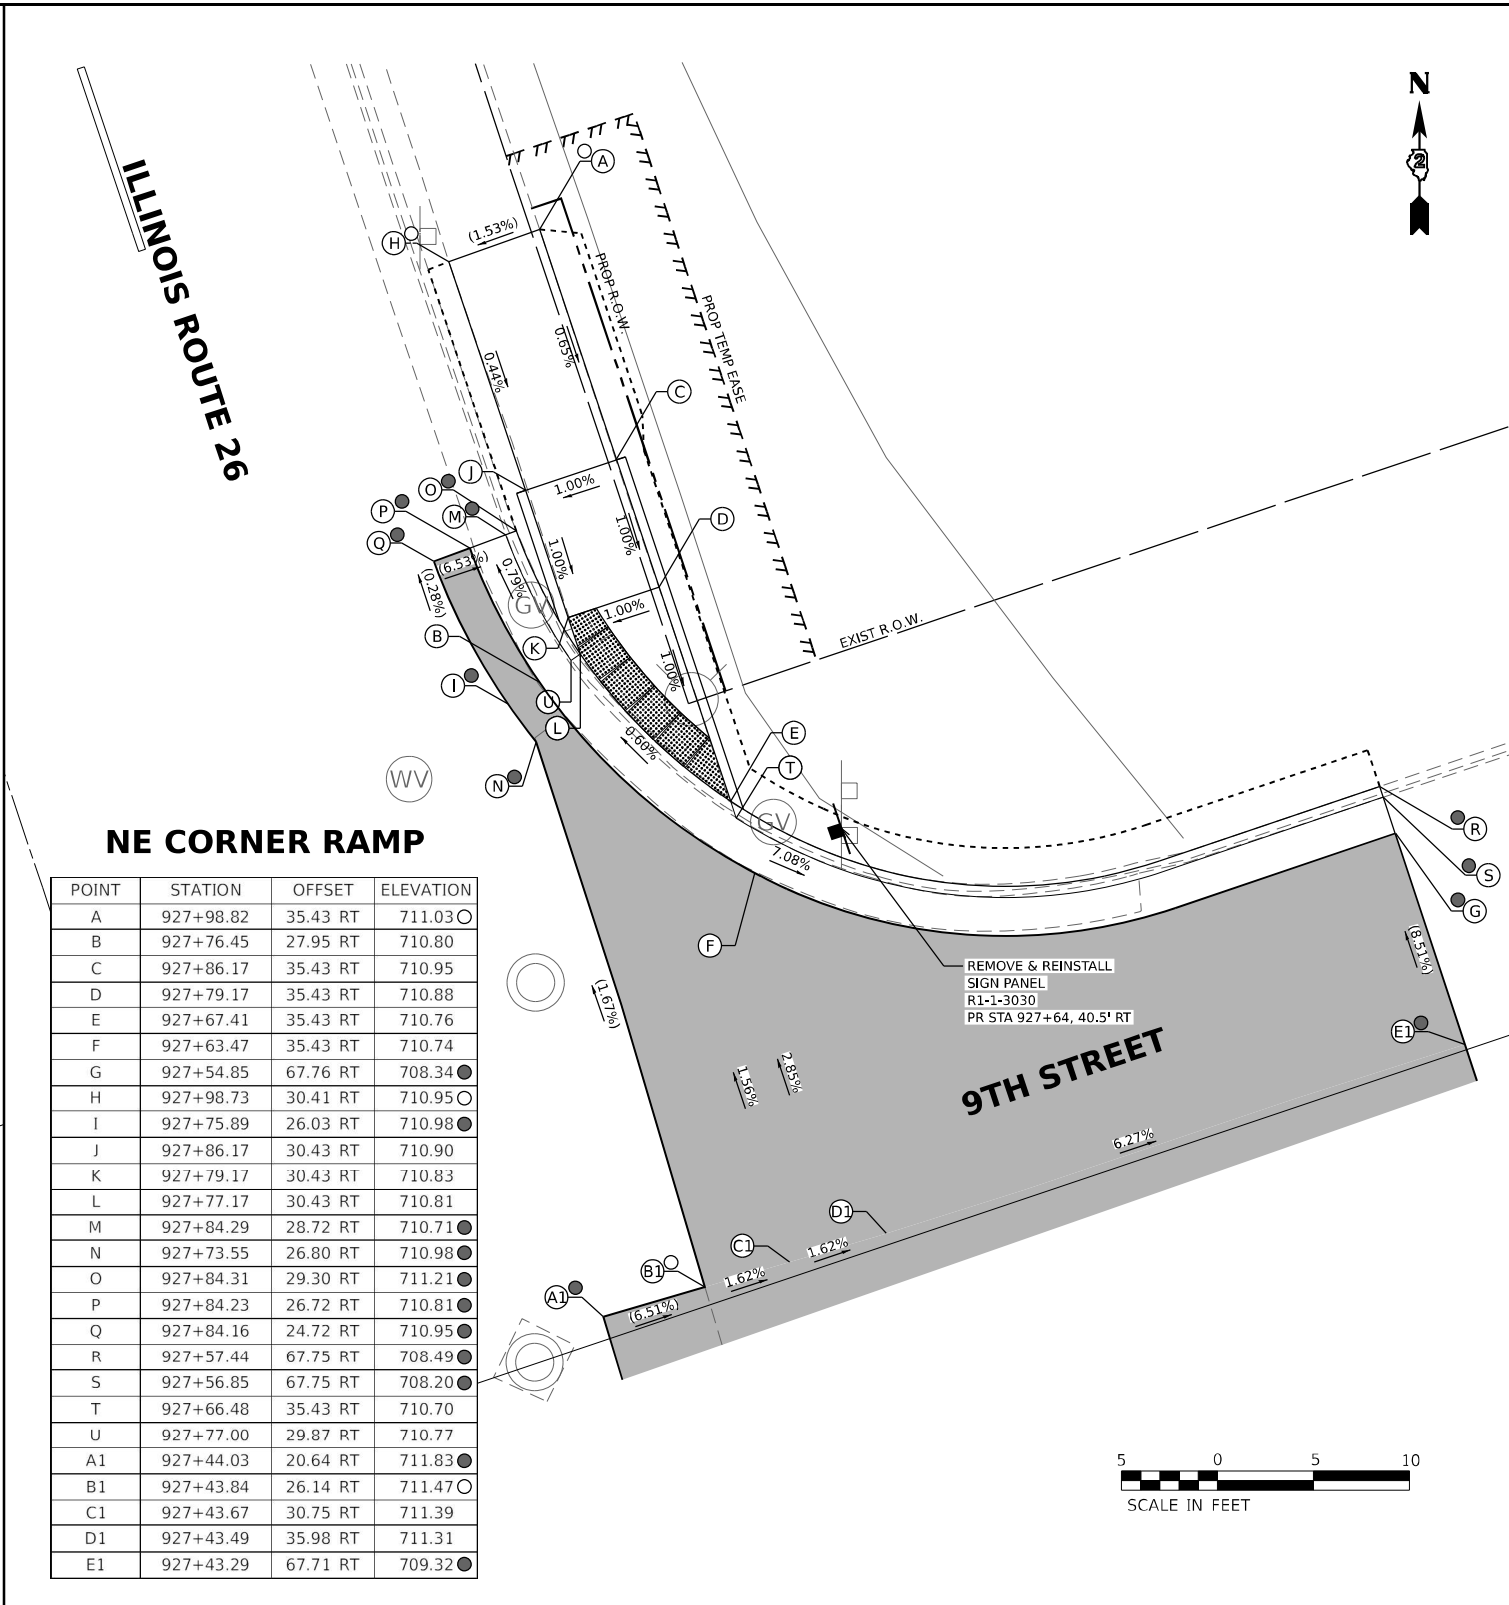 N
2
ILLINOIS ROUTE 26
A
H
(1.53%)
PROP R.O.W.
PROP TEMP EASE
0.65%
0.44%
C
J
O
P
M
Q
1.00%
D
1.00%
1.00%
(6.53%)
0.79%
(0.28%)
GV
1.00%
EXIST R.O.W.
B
K
1.00%
I
U
L
0.60%
E
T
N
WV
GV
7.08%
R
S
G
F
REMOVE & REINSTALL
SIGN PANEL
R1-1-3030
PR STA 927+64, 40.5' RT
(8.51%)
(1.67%)
E1
9TH STREET
1.56%
2.85%
6.27%
D1
C1
1.62%
B1
1.62%
A1
(6.51%)
NE CORNER RAMP
POINT STATION OFFSET ELEVATION
A 927+98.82 35.43 RT 711.03
B 927+76.45 27.95 RT 710.80
C 927+86.17 35.43 RT 710.95
D 927+79.17 35.43 RT 710.88
E 927+67.41 35.43 RT 710.76
F 927+63.47 35.43 RT 710.74
G 927+54.85 67.76 RT 708.34
H 927+98.73 30.41 RT 710.95
I 927+75.89 26.03 RT 710.98
J 927+86.17 30.43 RT 710.90
K 927+79.17 30.43 RT 710.83
L 927+77.17 30.43 RT 710.81
M 927+84.29 28.72 RT 710.71
N 927+73.55 26.80 RT 710.98
O 927+84.31 29.30 RT 711.21
P 927+84.23 26.72 RT 710.81
Q 927+84.16 24.72 RT 710.95
R 927+57.44 67.75 RT 708.49
S 927+56.85 67.75 RT 708.20
T 927+66.48 35.43 RT 710.70
U 927+77.00 29.87 RT 710.77
A1 927+44.03 20.64 RT 711.83
B1 927+43.84 26.14 RT 711.47
C1 927+43.67 30.75 RT 711.39
D1 927+43.49 35.98 RT 711.31
E1 927+43.29 67.71 RT 709.32
5 0 5 10
SCALE IN FEET